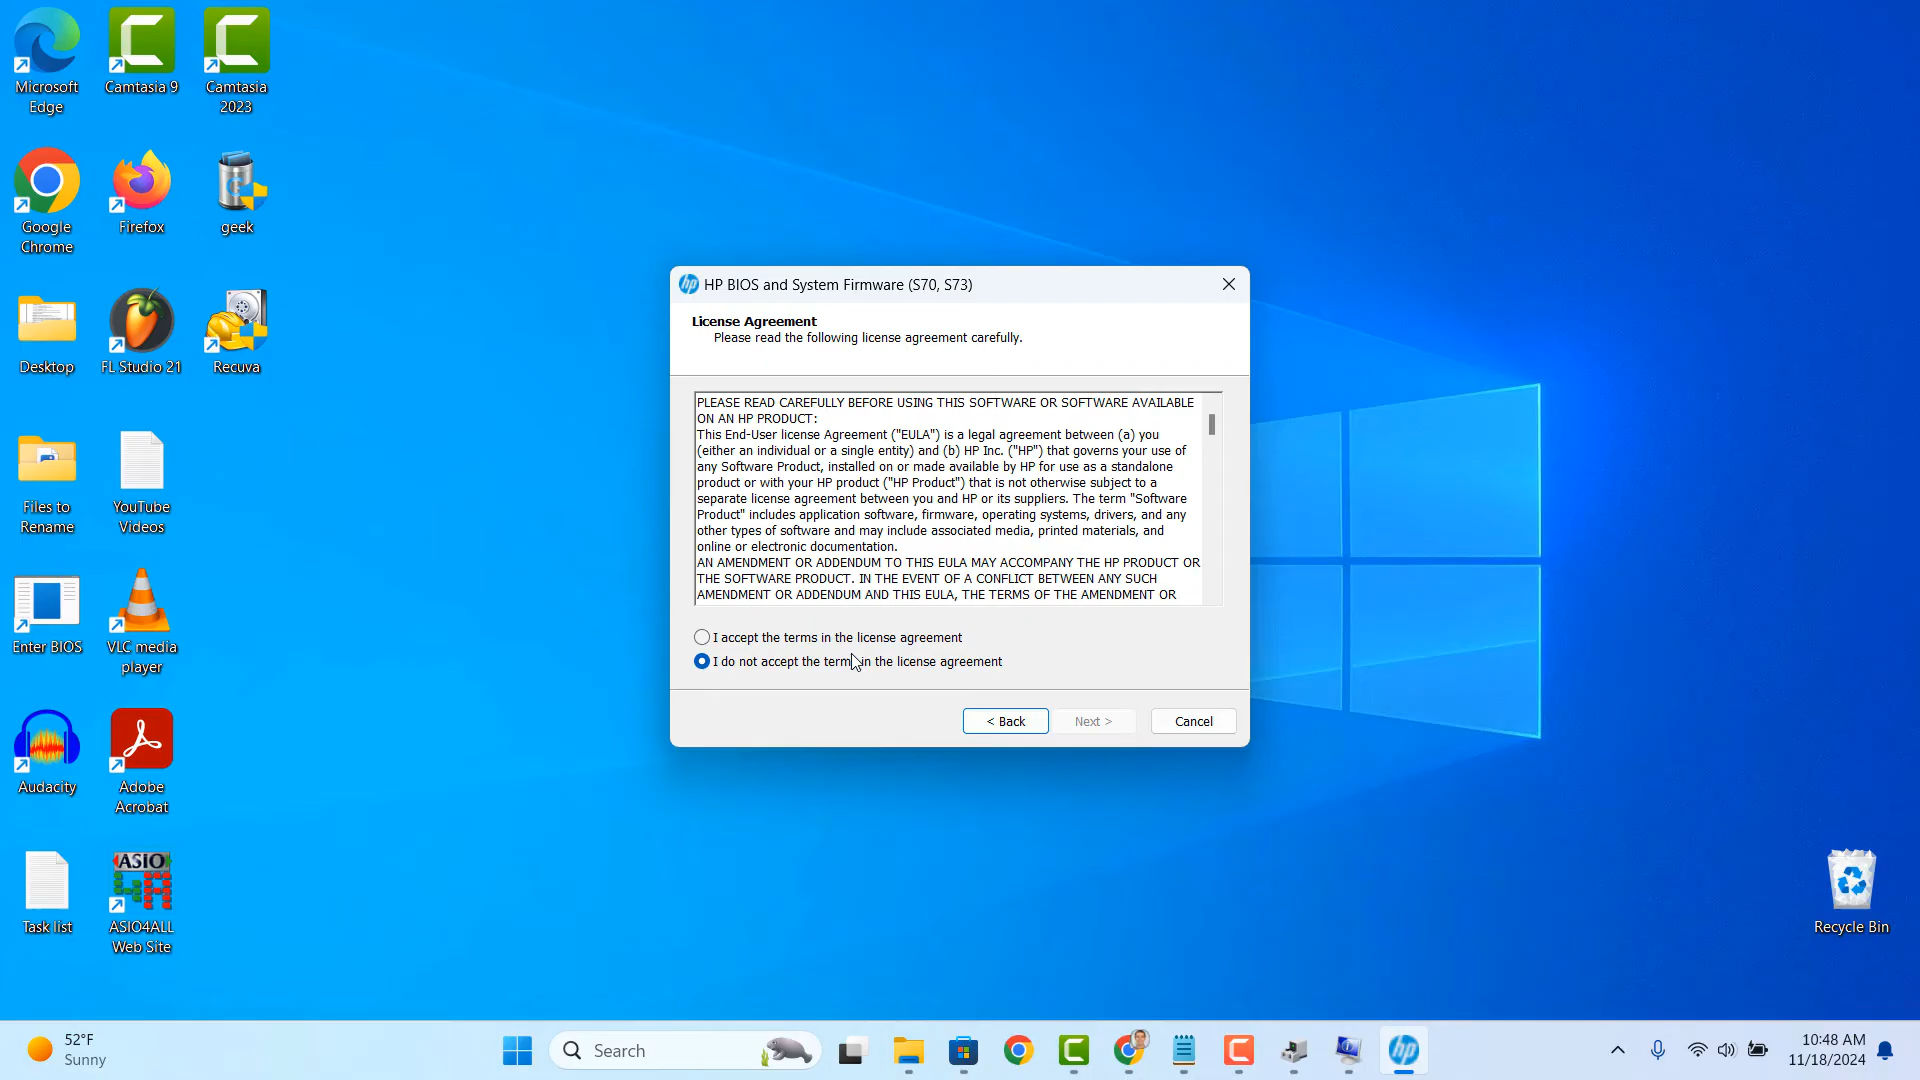 Microsoft
Edge
Camtasia 9
Camtasia
2023
Google
Chrome
Firefox
geek
Desktop
FL Studio 21
Recuva
Files to
Rename
YouTube
Videos
Enter BIOS
VLC media
player
Audacity
Adobe
Acrobat
Task list
ASIO
ASIO4ALL
Web Site
Recycle Bin
hp
HP BIOS and System Firmware (S70, S73)
License Agreement
Please read the following license agreement carefully.
PLEASE READ CAREFULLY BEFORE USING THIS SOFTWARE OR SOFTWARE AVAILABLE
ON AN HP PRODUCT:
This End-User license Agreement ("EULA") is a legal agreement between (a) you
(either an individual or a single entity) and (b) HP Inc. ("HP") that governs your use of
any Software Product, installed on or made available by HP for use as a standalone
product or with your HP product ("HP Product") that is not otherwise subject to a
separate license agreement between you and HP or its suppliers. The term "Software
Product" includes application software, firmware, operating systems, drivers, and any
other types of software and may include associated media, printed materials, and
online or electronic documentation.
AN AMENDMENT OR ADDENDUM TO THIS EULA MAY ACCOMPANY THE HP PRODUCT OR
THE SOFTWARE PRODUCT. IN THE EVENT OF A CONFLICT BETWEEN ANY SUCH
AMENDMENT OR ADDENDUM AND THIS EULA, THE TERMS OF THE AMENDMENT OR
I accept the terms in the license agreement
I do not accept the terms in the license agreement
< Back
Next >
Cancel
52°F
Sunny
Search
hp
10:48 AM
11/18/2024